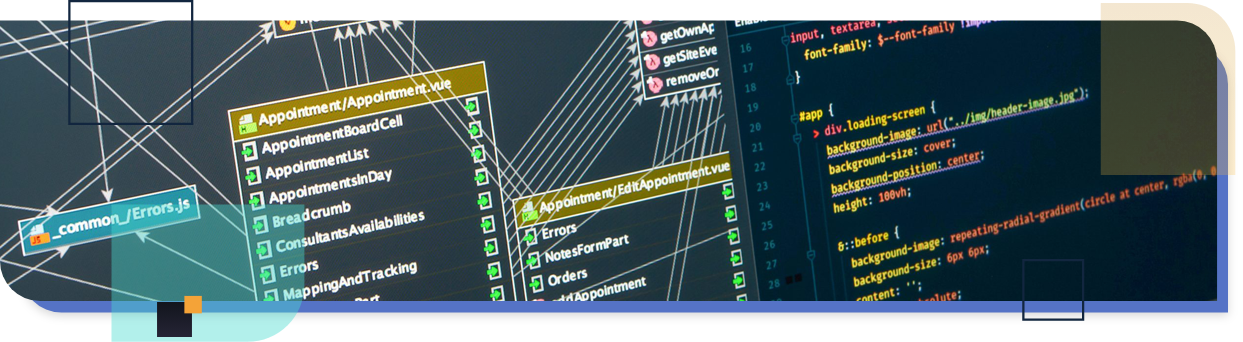 getOwnAp
getSiteEve
removeOr
Appointment/Appointment.vue
AppointmentBoardCell
AppointmentList
AppointmentsInDay
Breadcrumb
ConsultantsAvailabilities
Errors
MappingAndTracking
_common_/Errors.js
JS
Appointment/EditAppointment.vue
Errors
NotesFormPart
Orders
input, textarea,
16 font-family: $--font-family
17 }
18
19 #app {
20 > div.loading-screen {
21 background-image: url("../img/header-image.jpg");
22 background-size: cover;
23 background-position: center;
24 height: 100vh;
25
26 &::before {
27 background-image: repeating-radial-gradient(circle at center, rgba(0, 0
28 background-size: 6px 6px;
content: '';